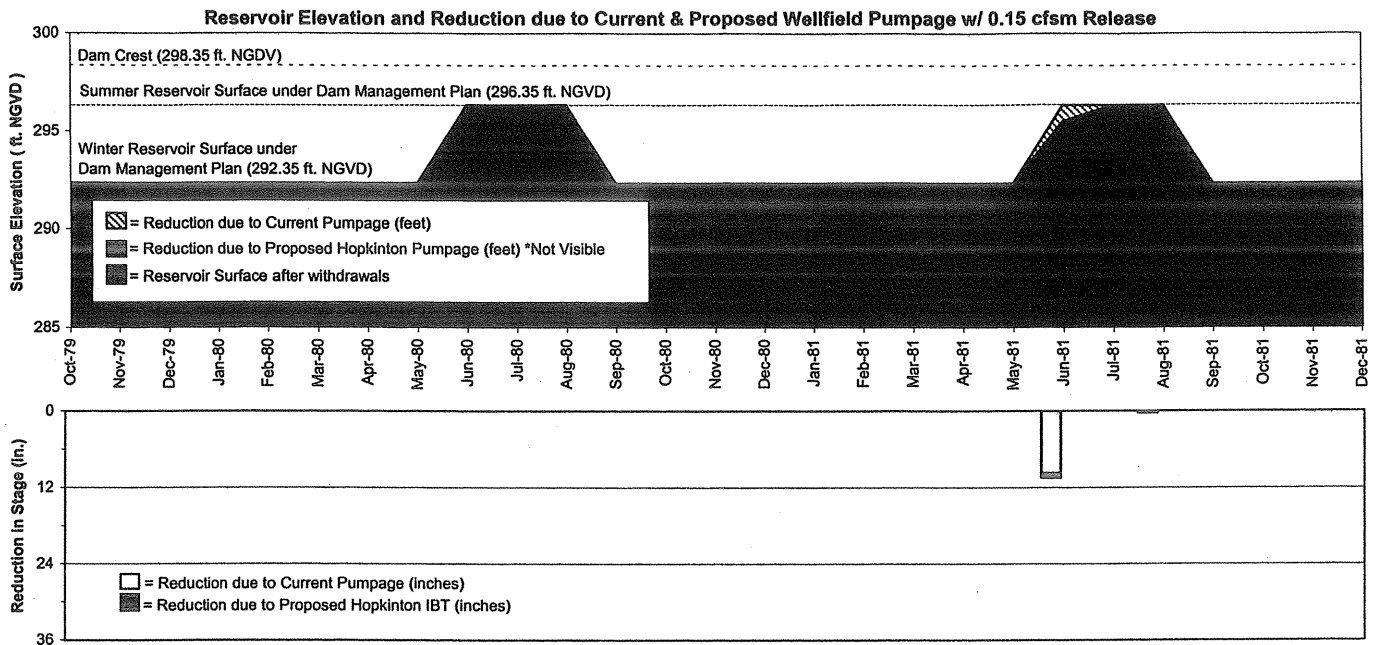 Reservoir Elevation and Reduction due to Current & Proposed Wellfield Pumpage w/ 0.15 cfsm Release
Surface Elevation ( ft. NGVD )
300
295
290
285
Dam Crest (298.35 ft. NGDV)
Summer Reservoir Surface under Dam Management Plan (296.35 ft. NGVD)
Winter Reservoir Surface under
Dam Management Plan (292.35 ft. NGVD)
= Reduction due to Current Pumpage (feet)
= Reduction due to Proposed Hopkinton Pumpage (feet) *Not Visible
= Reservoir Surface after withdrawals
Oct-79
Nov-79
Dec-79
Jan-80
Feb-80
Mar-80
Apr-80
May-80
Jun-80
Jul-80
Aug-80
Sep-80
Oct-80
Nov-80
Dec-80
Jan-81
Feb-81
Mar-81
Apr-81
May-81
Jun-81
Jul-81
Aug-81
Sep-81
Oct-81
Nov-81
Dec-81
Reduction in Stage (in.)
0
12
24
36
= Reduction due to Current Pumpage (inches)
= Reduction due to Proposed Hopkinton IBT (inches)